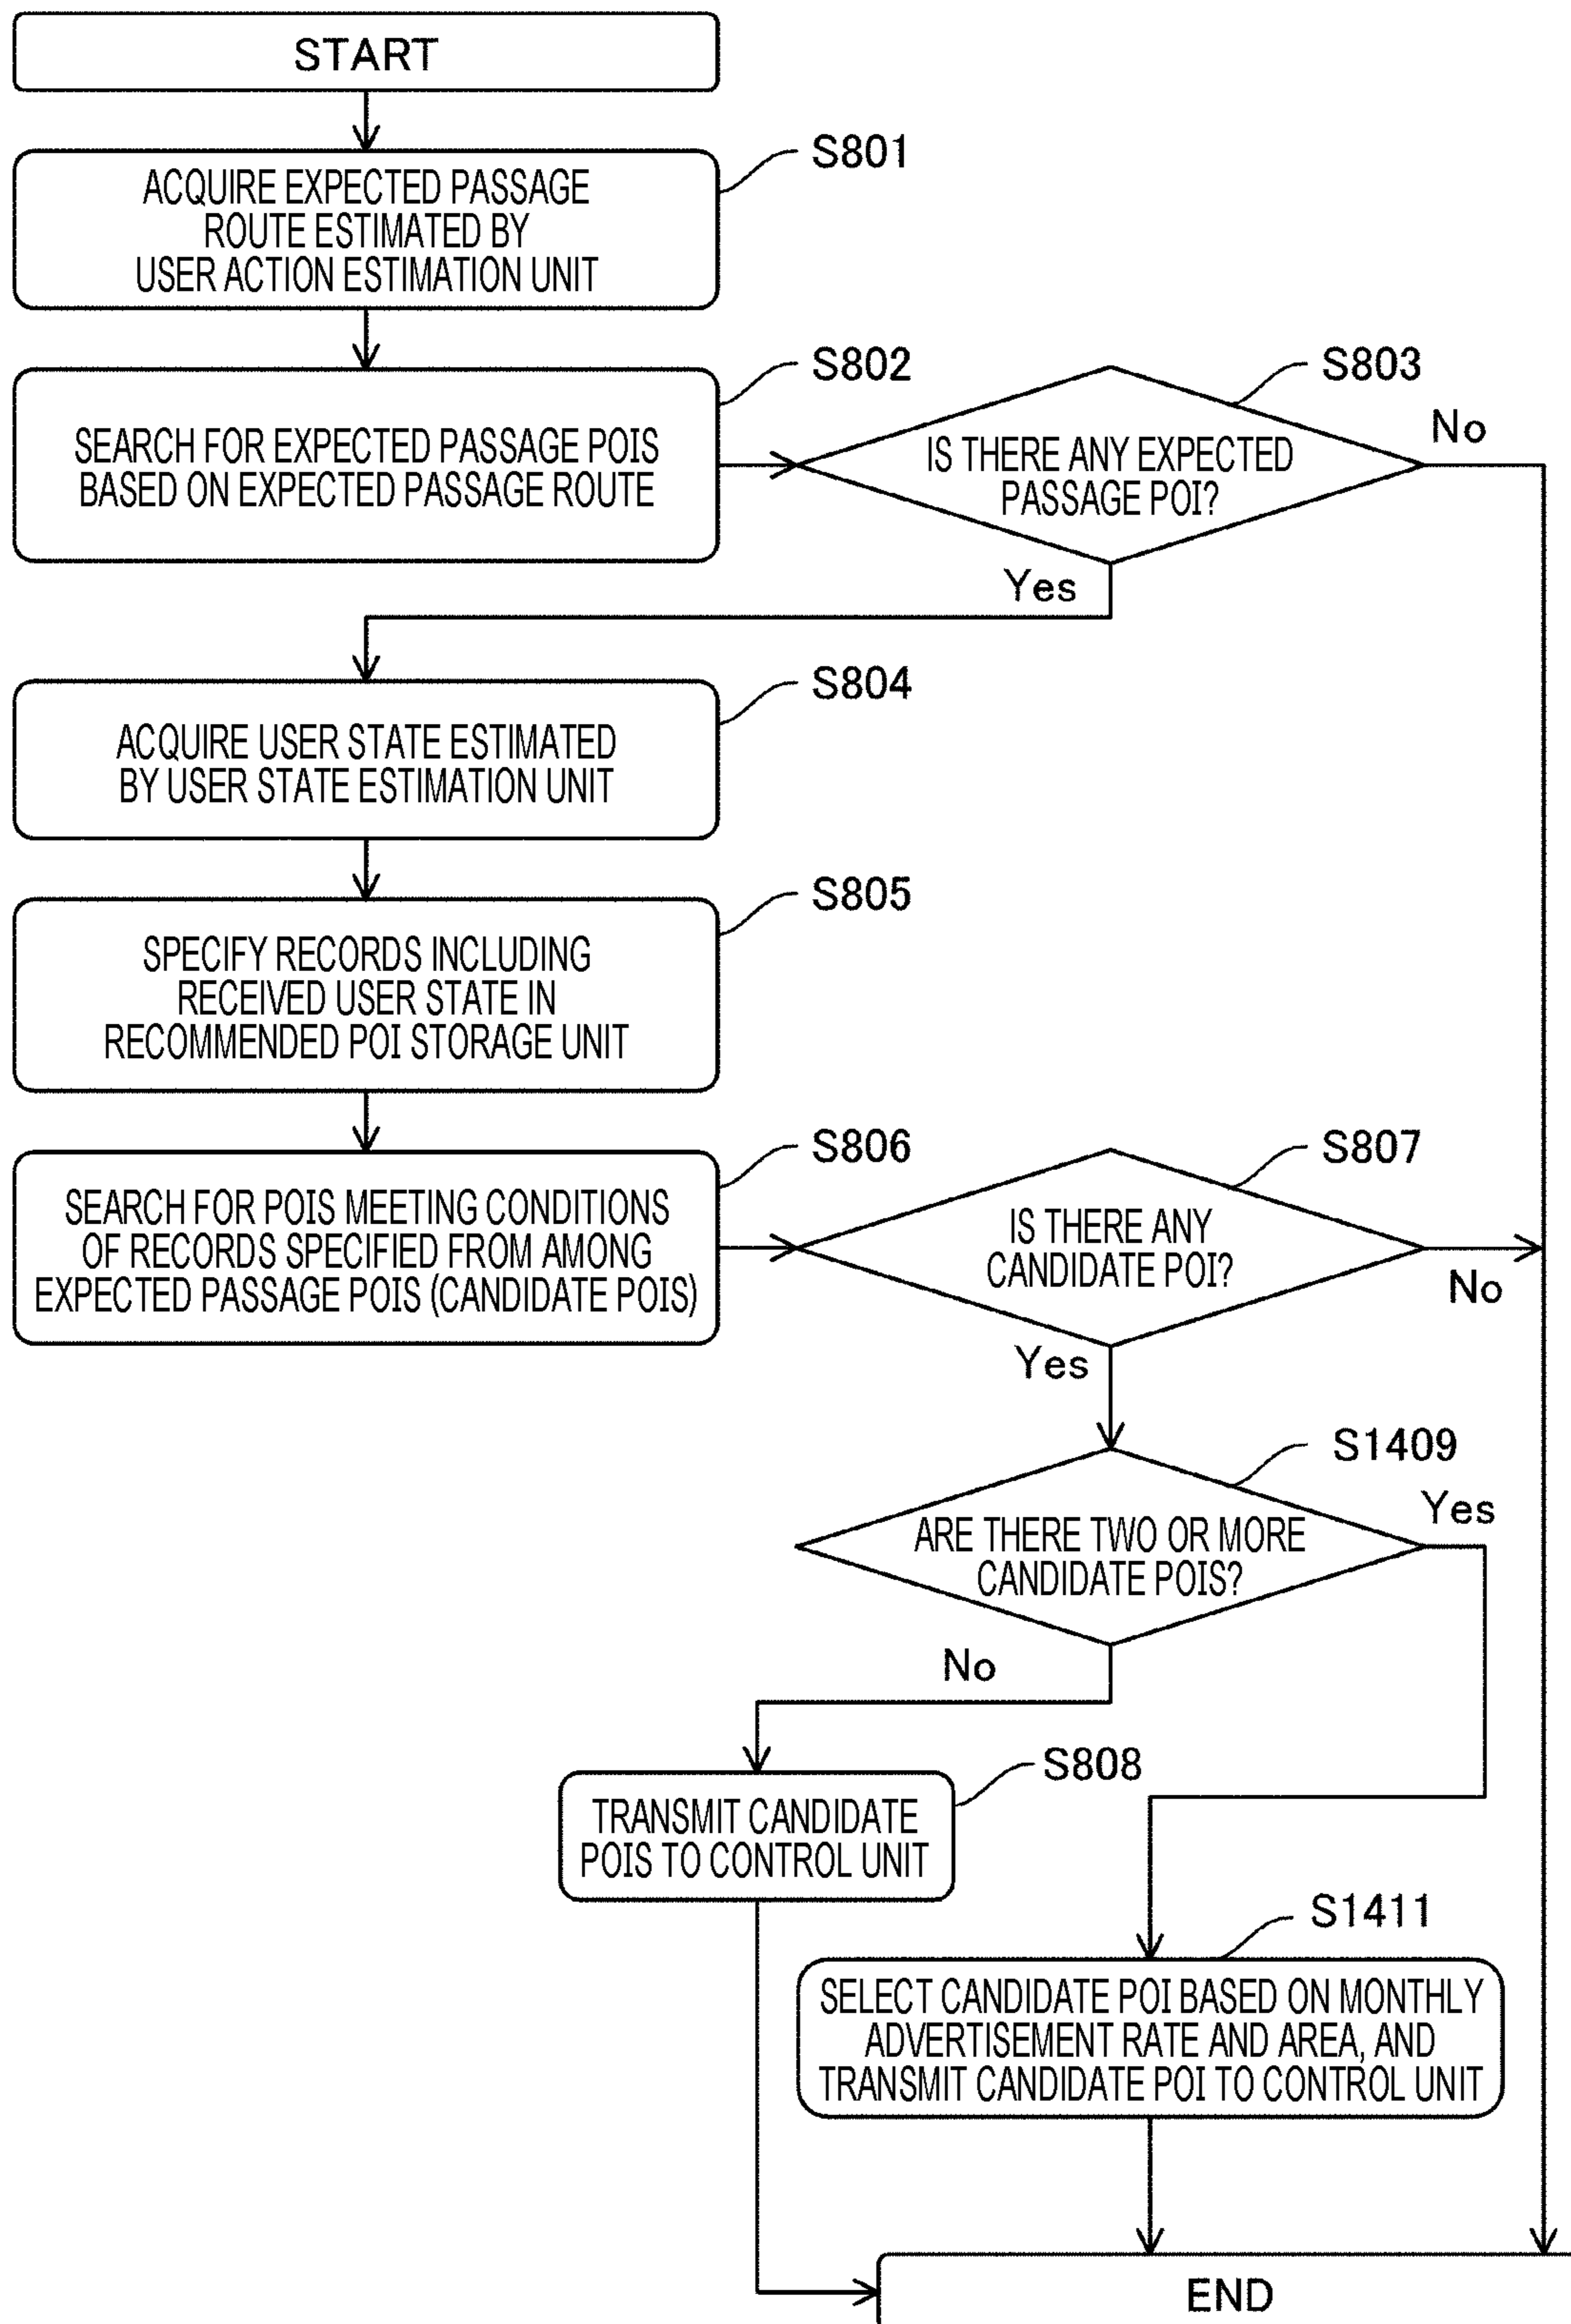 START
S801
ACQUIRE EXPECTED PASSAGE
ROUTE ESTIMATED BY
USER ACTION ESTIMATION UNIT
S802
SEARCH FOR EXPECTED PASSAGE POIS
BASED ON EXPECTED PASSAGE ROUTE
S803
IS THERE ANY EXPECTED
PASSAGE POI?
No
Yes
S804
ACQUIRE USER STATE ESTIMATED
BY USER STATE ESTIMATION UNIT
S805
SPECIFY RECORDS INCLUDING
RECEIVED USER STATE IN
RECOMMENDED POI STORAGE UNIT
S806
SEARCH FOR POIS MEETING CONDITIONS
OF RECORDS SPECIFIED FROM AMONG
EXPECTED PASSAGE POIS (CANDIDATE POIS)
S807
IS THERE ANY
CANDIDATE POI?
No
Yes
S1409
ARE THERE TWO OR MORE
CANDIDATE POIS?
Yes
No
S808
TRANSMIT CANDIDATE
POIS TO CONTROL UNIT
S1411
SELECT CANDIDATE POI BASED ON MONTHLY
ADVERTISEMENT RATE AND AREA, AND
TRANSMIT CANDIDATE POI TO CONTROL UNIT
END